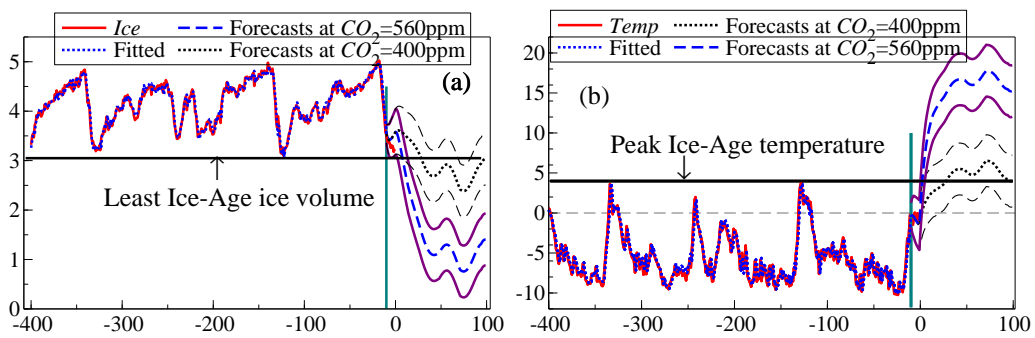 Ice Forecasts at CO2=560ppm
Fitted Forecasts at CO2=400ppm
5
4
3
2
1
0
(a)
Least Ice-Age ice volume
-400 -300 -200 -100 0 100
Temp Forecasts at CO2=400ppm
Fitted Forecasts at CO2=560ppm
20
15
10
5
0
-5
-10
(b)
Peak Ice-Age temperature
-400 -300 -200 -100 0 100